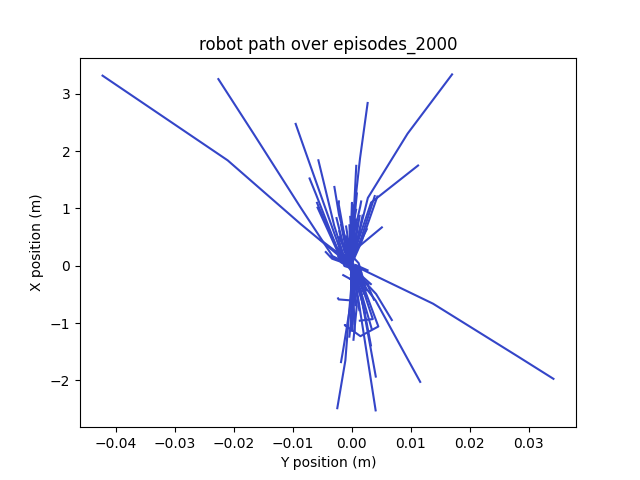 robot path over episodes_2000
X position (m)
3
2
1
0
−1
−2
−0.04 −0.03 −0.02 −0.01 0.00 0.01 0.02 0.03
Y position (m)